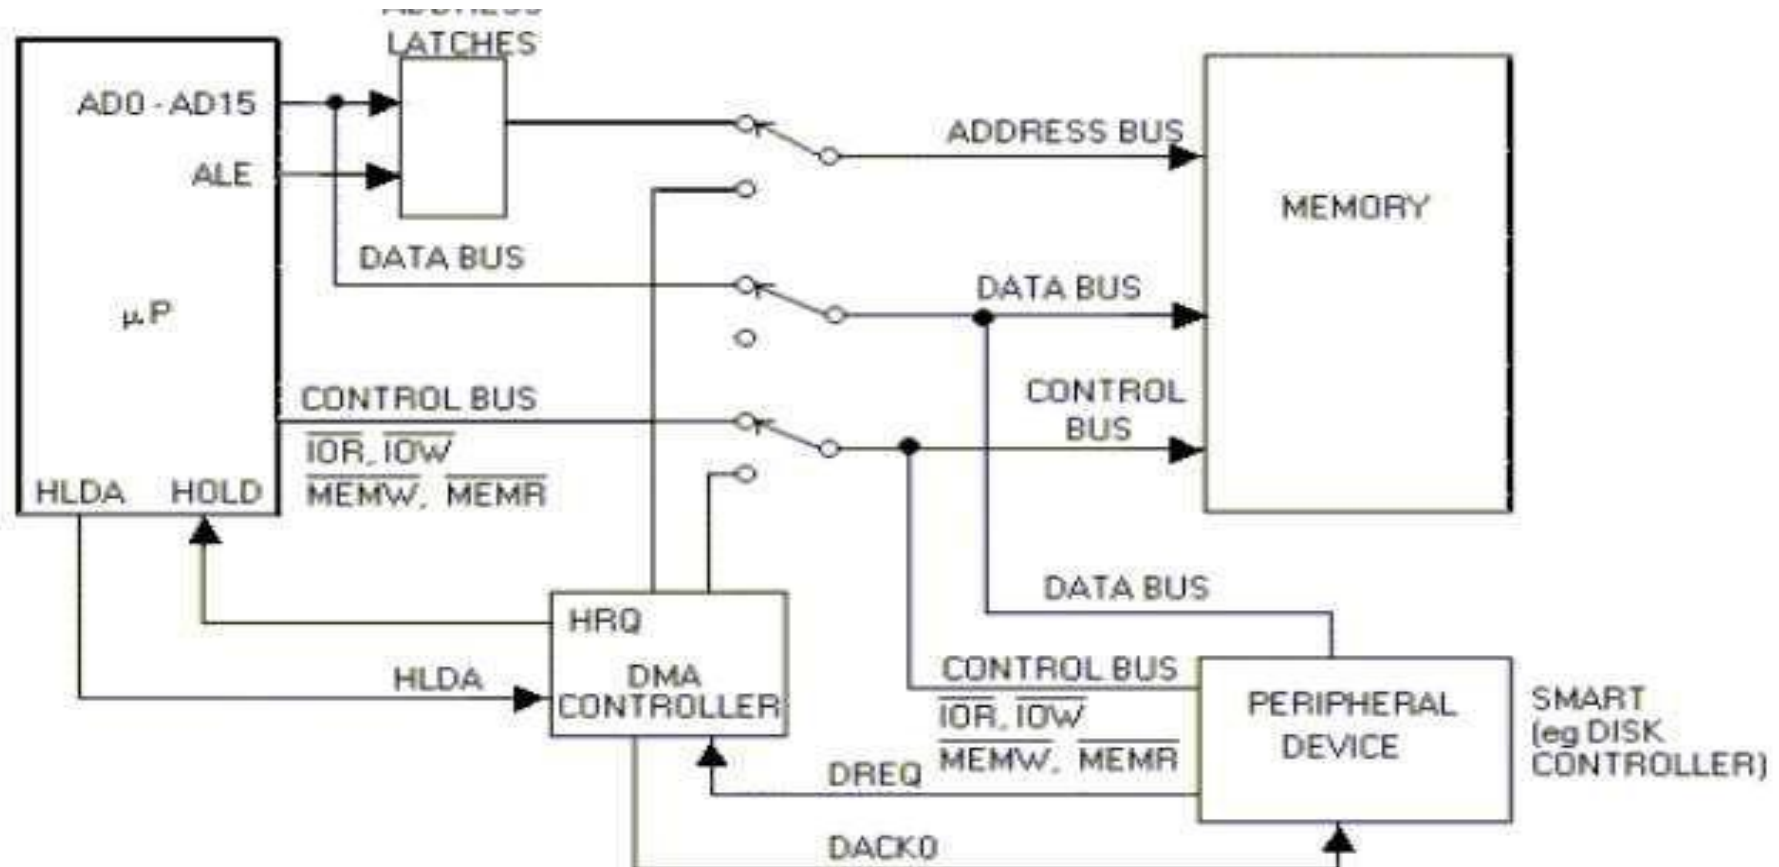 ADDRESS
LATCHES
AD0 - AD15
ALE
ADDRESS BUS
MEMORY
DATA BUS
DATA BUS
μP
CONTROL BUS
CONTROL
BUS
IOR, IOW
MEMW, MEMR
HLDA HOLD
DATA BUS
HRQ
HLDA
DMA
CONTROLLER
CONTROL BUS
IOR, IOW
MEMW, MEMR
PERIPHERAL
DEVICE
SMART
(eg DISK
CONTROLLER)
DREQ
DACK0